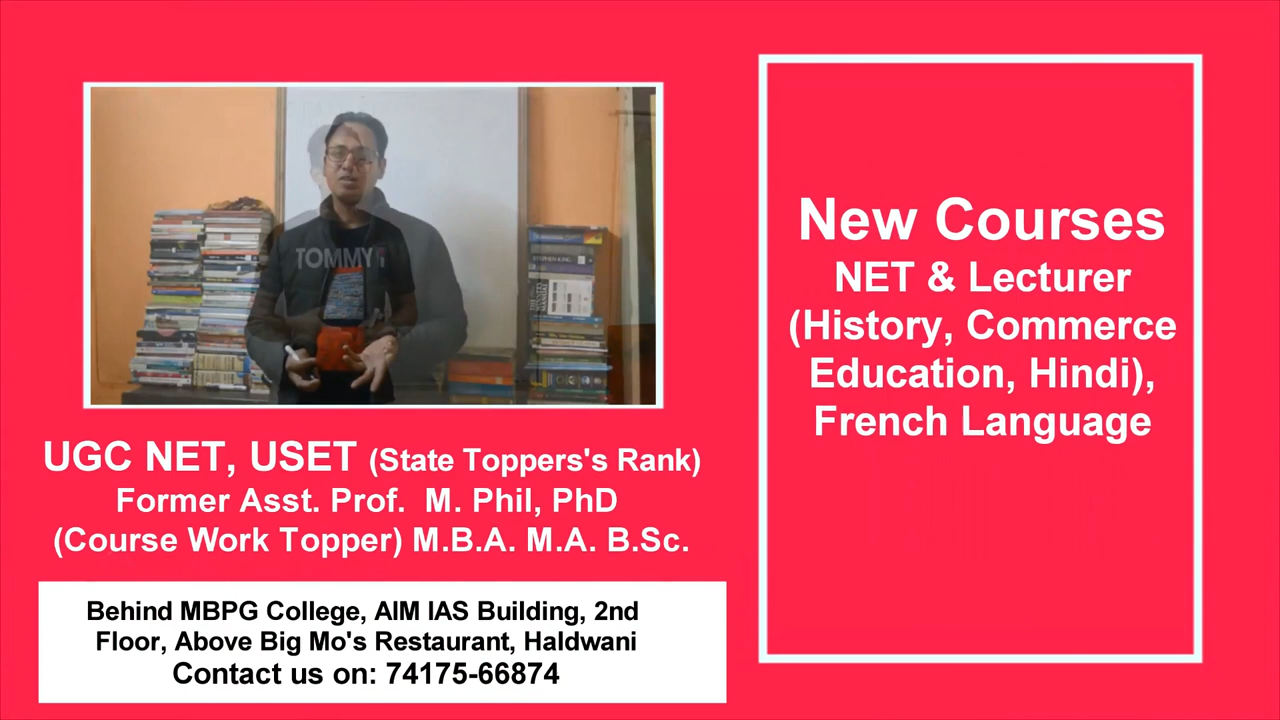 TOMMY
STEPHEN KING
UGC NET, USET (State Toppers's Rank)
Former Asst. Prof. M. Phil, PhD
(Course Work Topper) M.B.A. M.A. B.Sc.
Behind MBPG College, AIM IAS Building, 2nd
Floor, Above Big Mo's Restaurant, Haldwani
Contact us on: 74175-66874
New Courses
NET & Lecturer
(History, Commerce
Education, Hindi),
French Language